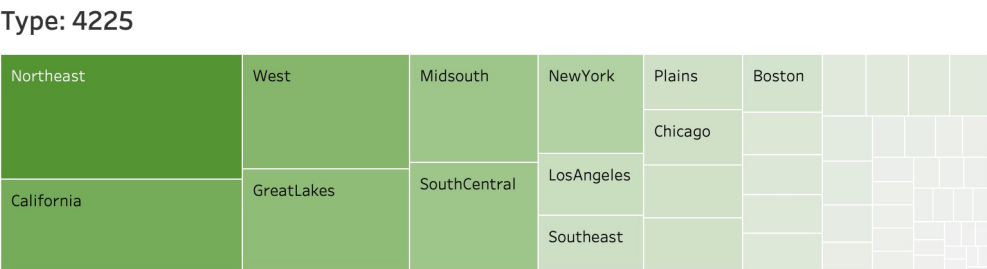 Type: 4225
Northeast
West
Midsouth
NewYork
Plains
Boston
Chicago
LosAngeles
SouthCentral
GreatLakes
California
Southeast